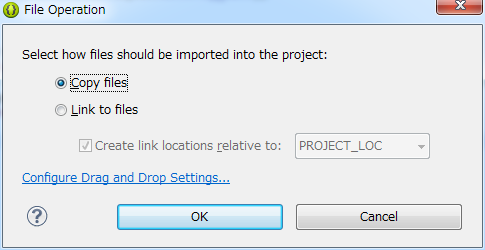 File Operation
Select how files should be imported into the project:
Copy files
Link to files
Create link locations relative to: PROJECT_LOC
Configure Drag and Drop Settings...
? OK Cancel